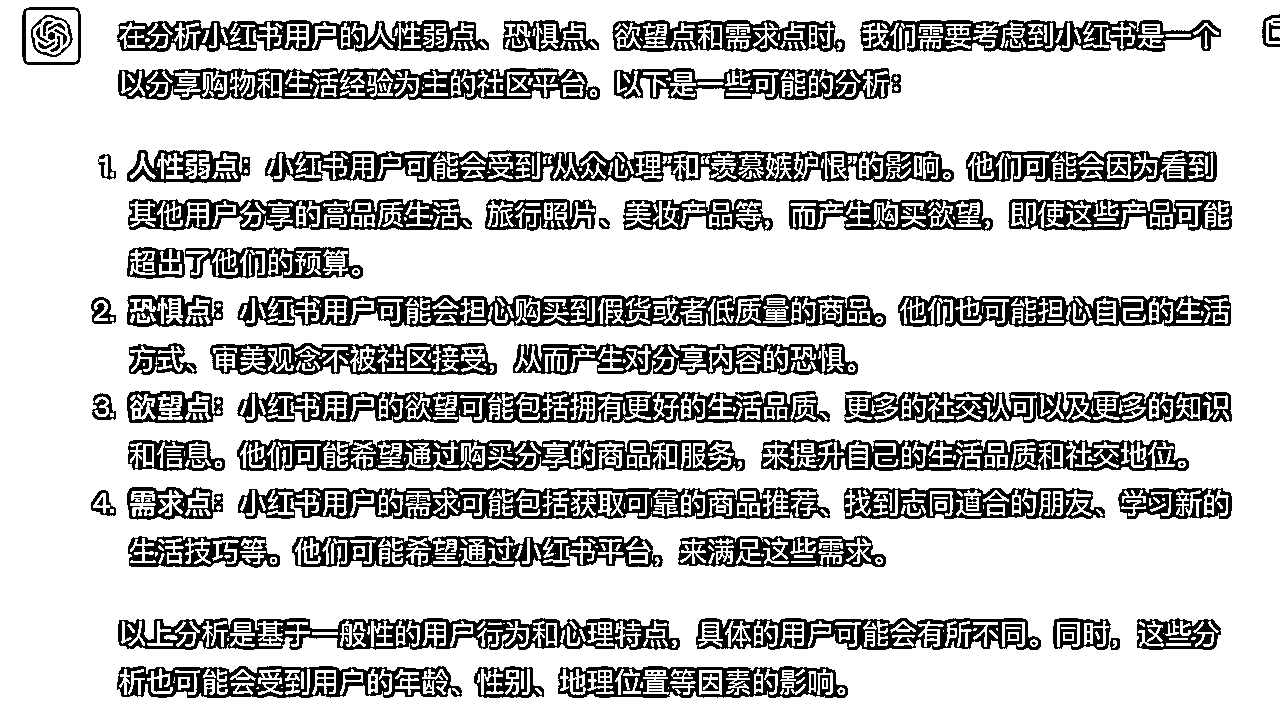 在分析小红书用户的人性弱点、恐惧点、欲望点和需求点时，我们需要考虑到小红书是一个
以分享购物和生活经验为主的社区平台。以下是一些可能的分析：
1. 人性弱点：小红书用户可能会受到“从众心理”和“羡慕嫉妒恨”的影响。他们可能会因为看到
其他用户分享的高品质生活、旅行照片、美妆产品等，而产生购买欲望，即使这些产品可能
超出了他们的预算。
2. 恐惧点：小红书用户可能会担心购买到假货或者低质量的商品。他们也可能担心自己的生活
方式、审美观念不被社区接受，从而产生对分享内容的恐惧。
3. 欲望点：小红书用户的欲望可能包括拥有更好的生活品质、更多的社交认可以及更多的知识
和信息。他们可能希望通过购买分享的商品和服务，来提升自己的生活品质和社交地位。
4. 需求点：小红书用户的需求可能包括获取可靠的商品推荐、找到志同道合的朋友、学习新的
生活技巧等。他们可能希望通过小红书平台，来满足这些需求。
以上分析是基于一般性的用户行为和心理特点，具体的用户可能会有所不同。同时，这些分
析也可能会受到用户的年龄、性别、地理位置等因素的影响。